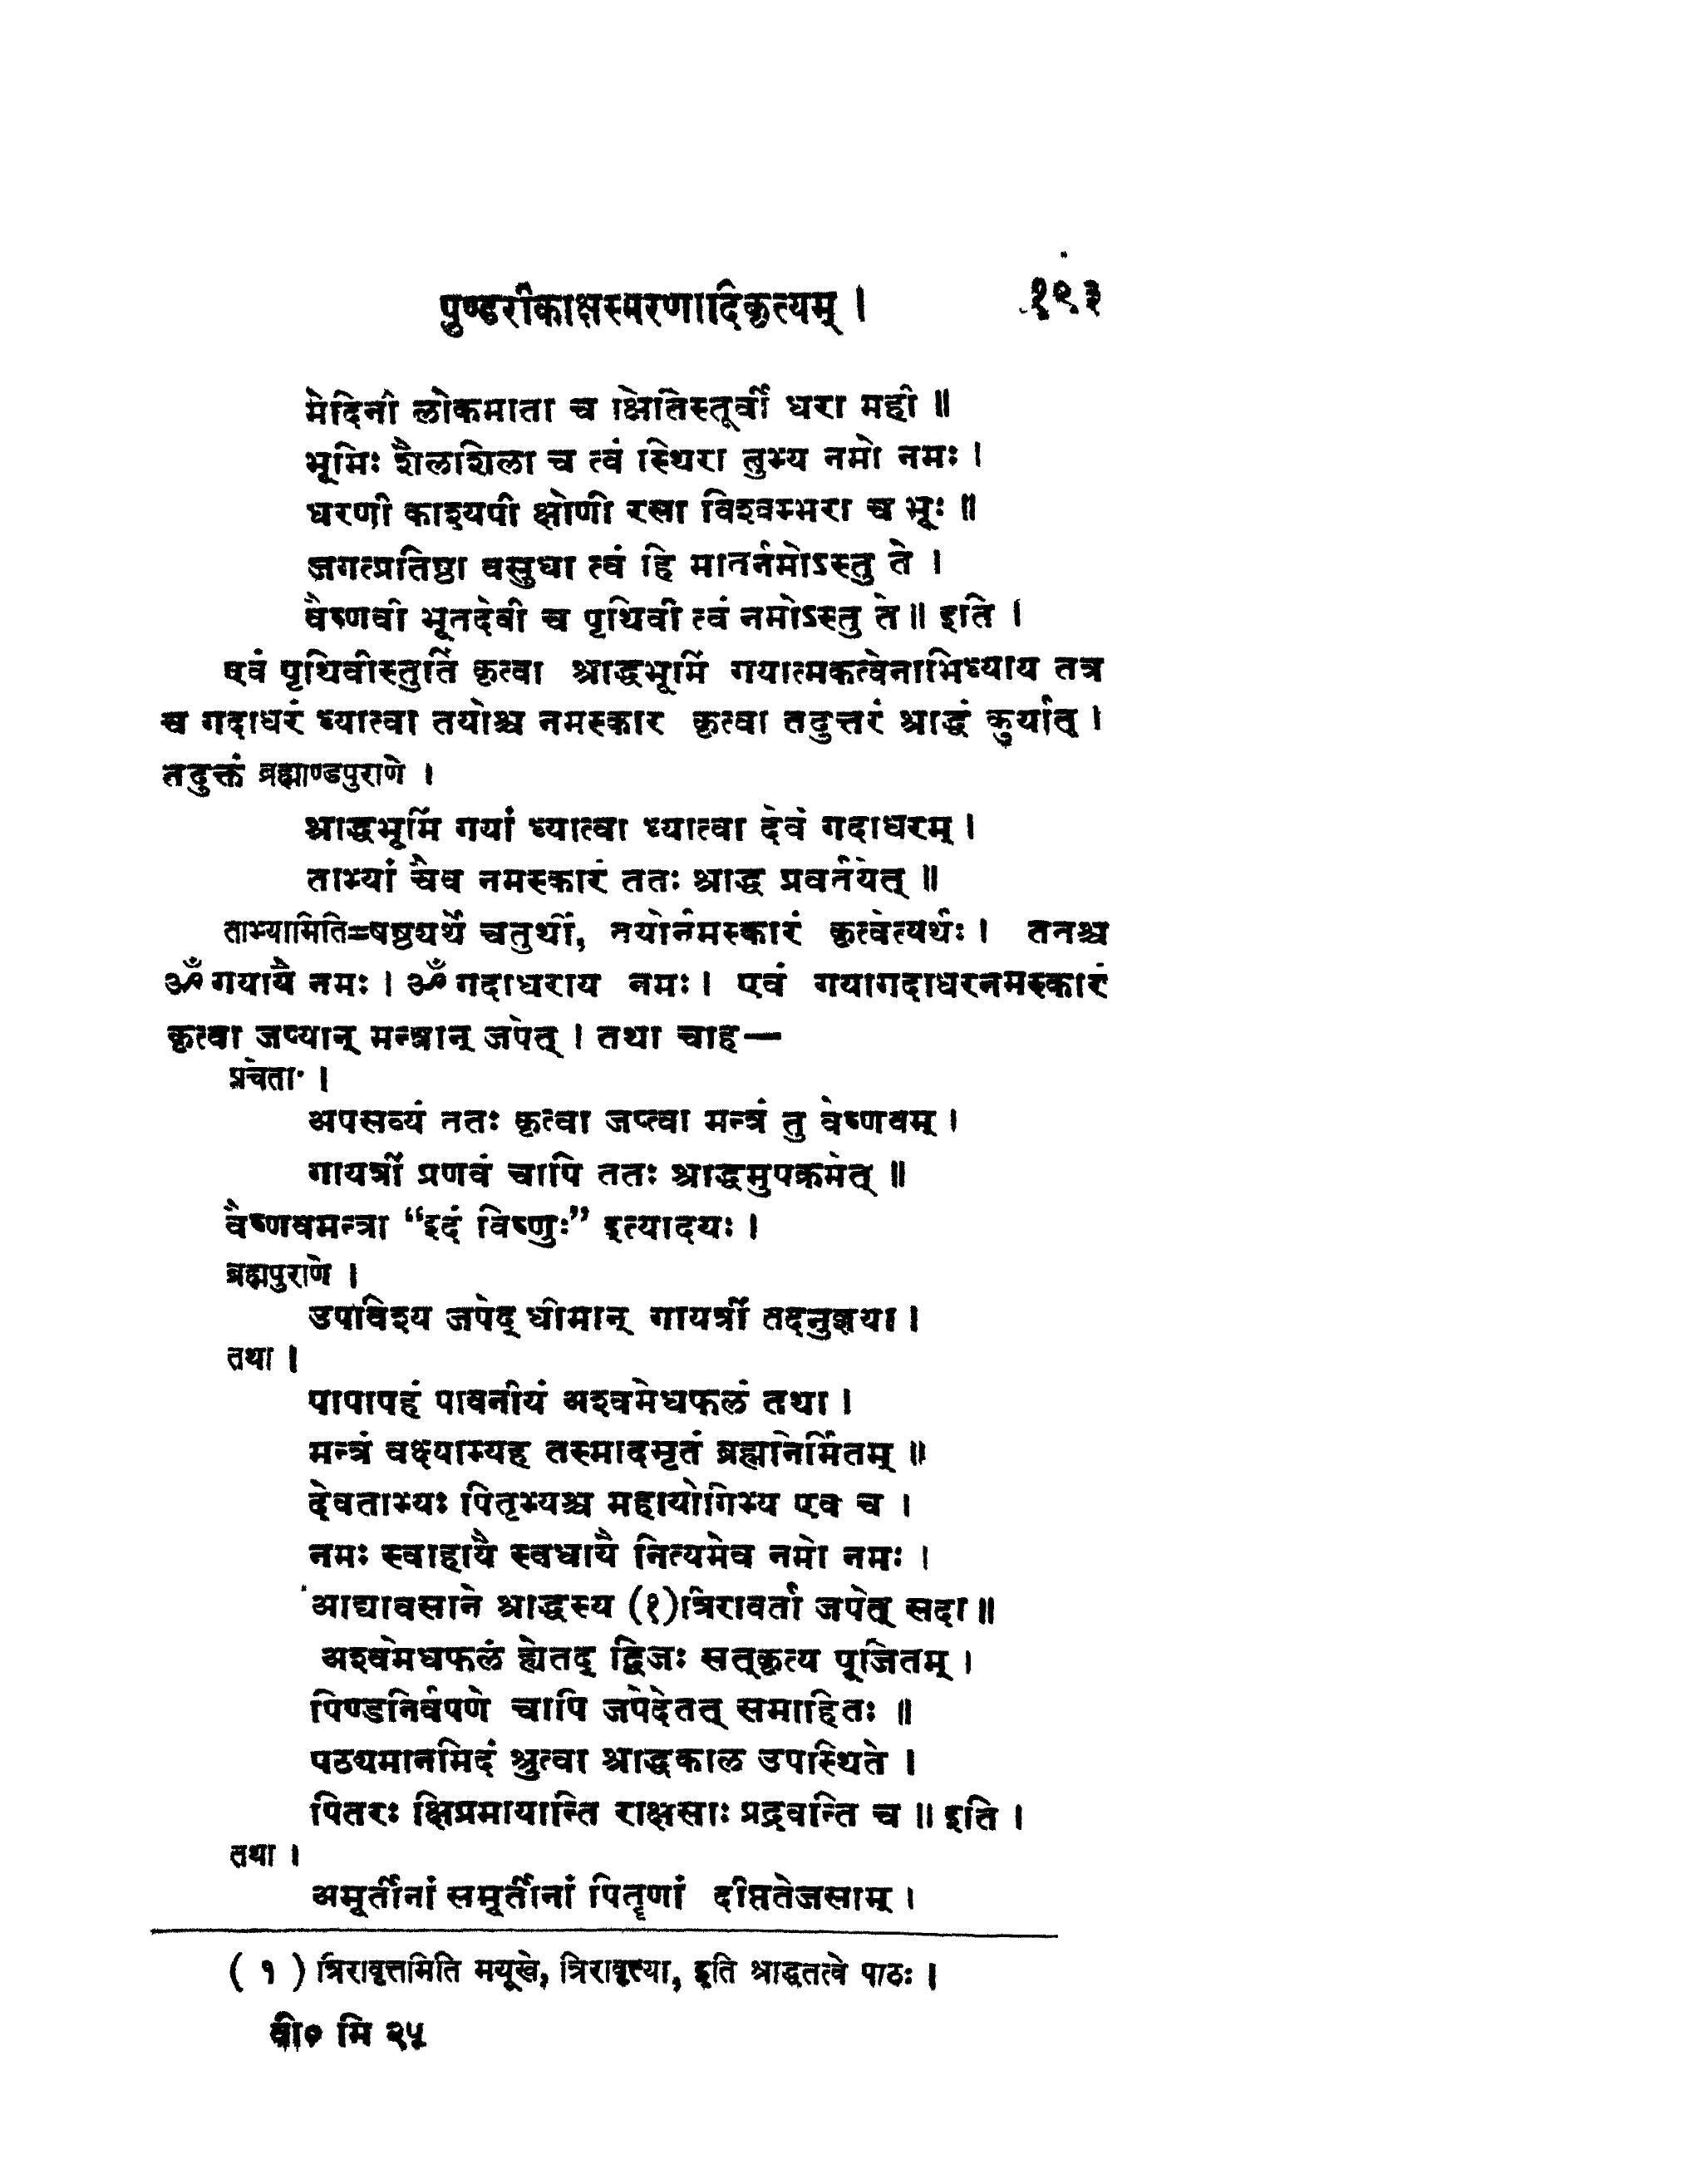 पुण्डरीकाक्षस्मरणादिकृत्यम् । १९३
मेदिनी लोकमाता च क्षितिस्तूर्वी धरा मही ॥
भूमिः शैलशिला च त्वं स्थिरा तुभ्य नमो नमः ।
धरणी काश्यपी क्षोणी रसा विश्वम्भरा च भूः ॥
जगत्प्रतिष्ठा वसुधा त्वं हि मातर्नमोऽस्तु ते ।
वैष्णवी भूतदेवी च पृथिवी त्वं नमोऽस्तु ते ॥ इति ।
एवं पृथिवीस्तुतिं कृत्वा श्राद्धभूमिं गयात्मकत्वेनाभिध्याय तत्र
च गदाधरं ध्यात्वा तयोश्च नमस्कार कृत्वा तदुत्तरं श्राद्धं कुर्यात् ।
तदुक्तं ब्रह्माण्डपुराणे ।
श्राद्धभूमिं गयां ध्यात्वा ध्यात्वा देवं गदाधरम् ।
ताभ्यां चैव नमस्कारं ततः श्राद्ध प्रवर्तयेत् ॥
ताभ्यामिति=षष्ठ्यर्थे चतुर्थी, तयोर्नमस्कारं कृत्वेत्यर्थः । ततश्च
ॐ गयायै नमः । ॐ गदाधराय नमः । एवं गयागदाधरनमस्कारं
कृत्वा जप्यान् मन्त्रान् जपेत् । तथा चाह—
प्रचेताः ।
अपसव्यं ततः कृत्वा जप्त्वा मन्त्रं तु वैष्णवम् ।
गायत्रीं प्रणवं चापि ततः श्राद्धमुपक्रमेत् ॥
वैष्णवमन्त्रा “इदं विष्णुः” इत्यादयः ।
ब्रह्मपुराणे ।
उपविश्य जपेद् धीमान् गायत्रीं तदनुज्ञया ।
तथा ।
पापापहं पावनीयं अश्वमेधफलं तथा ।
मन्त्रं वक्ष्याम्यह तस्मादमृतं ब्रह्मनिर्मितम् ॥
देवताभ्यः पितृभ्यश्च महायोगिभ्य एव च ।
नमः स्वाहायै स्वधायै नित्यमेव नमो नमः ।
आद्यावसाने श्राद्धस्य (१)त्रिरावर्तां जपेत् सदा ॥
अश्वमेधफलं ह्येतद् द्विजः सत्कृत्य पूजितम् ।
पिण्डनिर्वपणे चापि जपेदेतत् समाहितः ॥
पठ्यमानमिदं श्रुत्वा श्राद्धकाल उपस्थिते ।
पितरः क्षिप्रमायान्ति राक्षसाः प्रद्रवन्ति च ॥ इति ।
तथा ।
अमूर्तीनां समूर्तीनां पितॄणां दीप्ततेजसाम् ।
( १ ) त्रिरावृत्तमिति मयूखे, त्रिरावृत्त्या, इति श्राद्धतत्वे पाठः ।
वी० मि २५